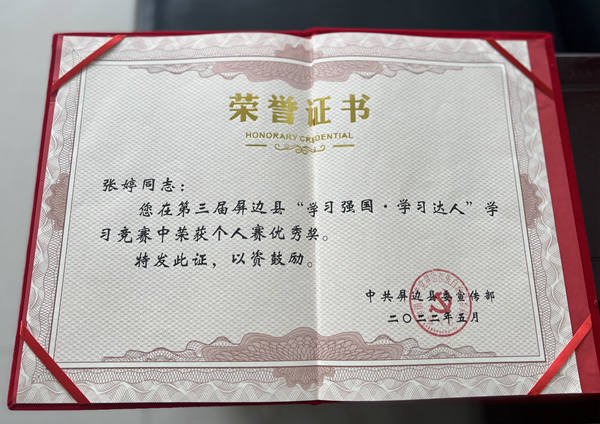 荣誉证书
HONORARY CREDENTIAL
张婷同志：
您在第三届屏边县“学习强国·学习达人”学
习竞赛中荣获个人赛优秀奖。
特发此证，以资鼓励。
中共屏边县委宣传部
二〇二二年五月